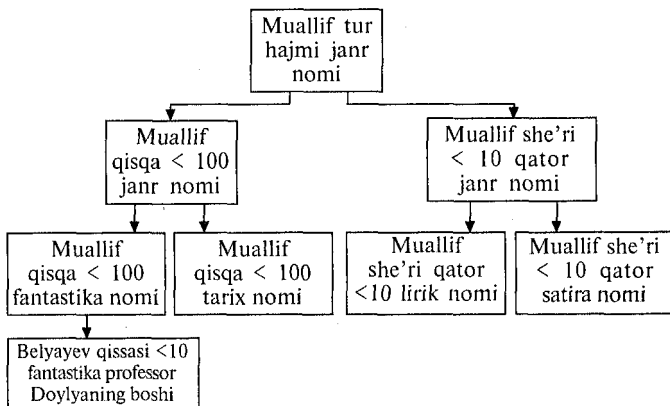 Muallif tur
hajmi janr
nomi
Muallif
qisqa < 100
janr nomi
Muallif she'ri
< 10 qator
janr nomi
Muallif
qisqa < 100
fantastika nomi
Muallif
qisqa < 100
tarix nomi
Muallif
she'ri qator
<10 lirik nomi
Muallif she'ri
< 10 qator
satira nomi
Belyayev qissasi <10
fantastika professor
Doylyaning boshi